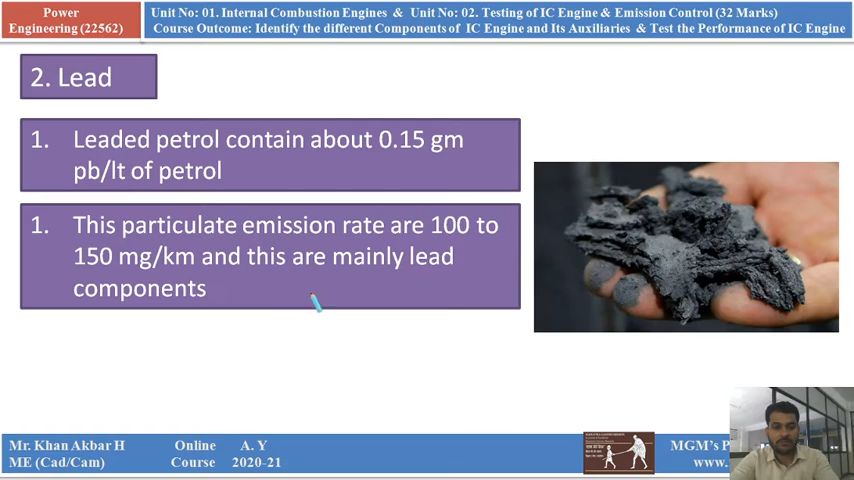 Power
Engineering (22562)
Unit No: 01. Internal Combustion Engines & Unit No: 02. Testing of IC Engine & Emission Control (32 Marks)
Course Outcome: Identify the different Components of IC Engine and Its Auxiliaries & Test the Performance of IC Engine
2. Lead
1. Leaded petrol contain about 0.15 gm
pb/lt of petrol
1. This particulate emission rate are 100 to
150 mg/km and this are mainly lead
components
Mr. Khan Akbar H
ME (Cad/Cam)
Online
Course
A. Y
2020-21
MGM's P
www.